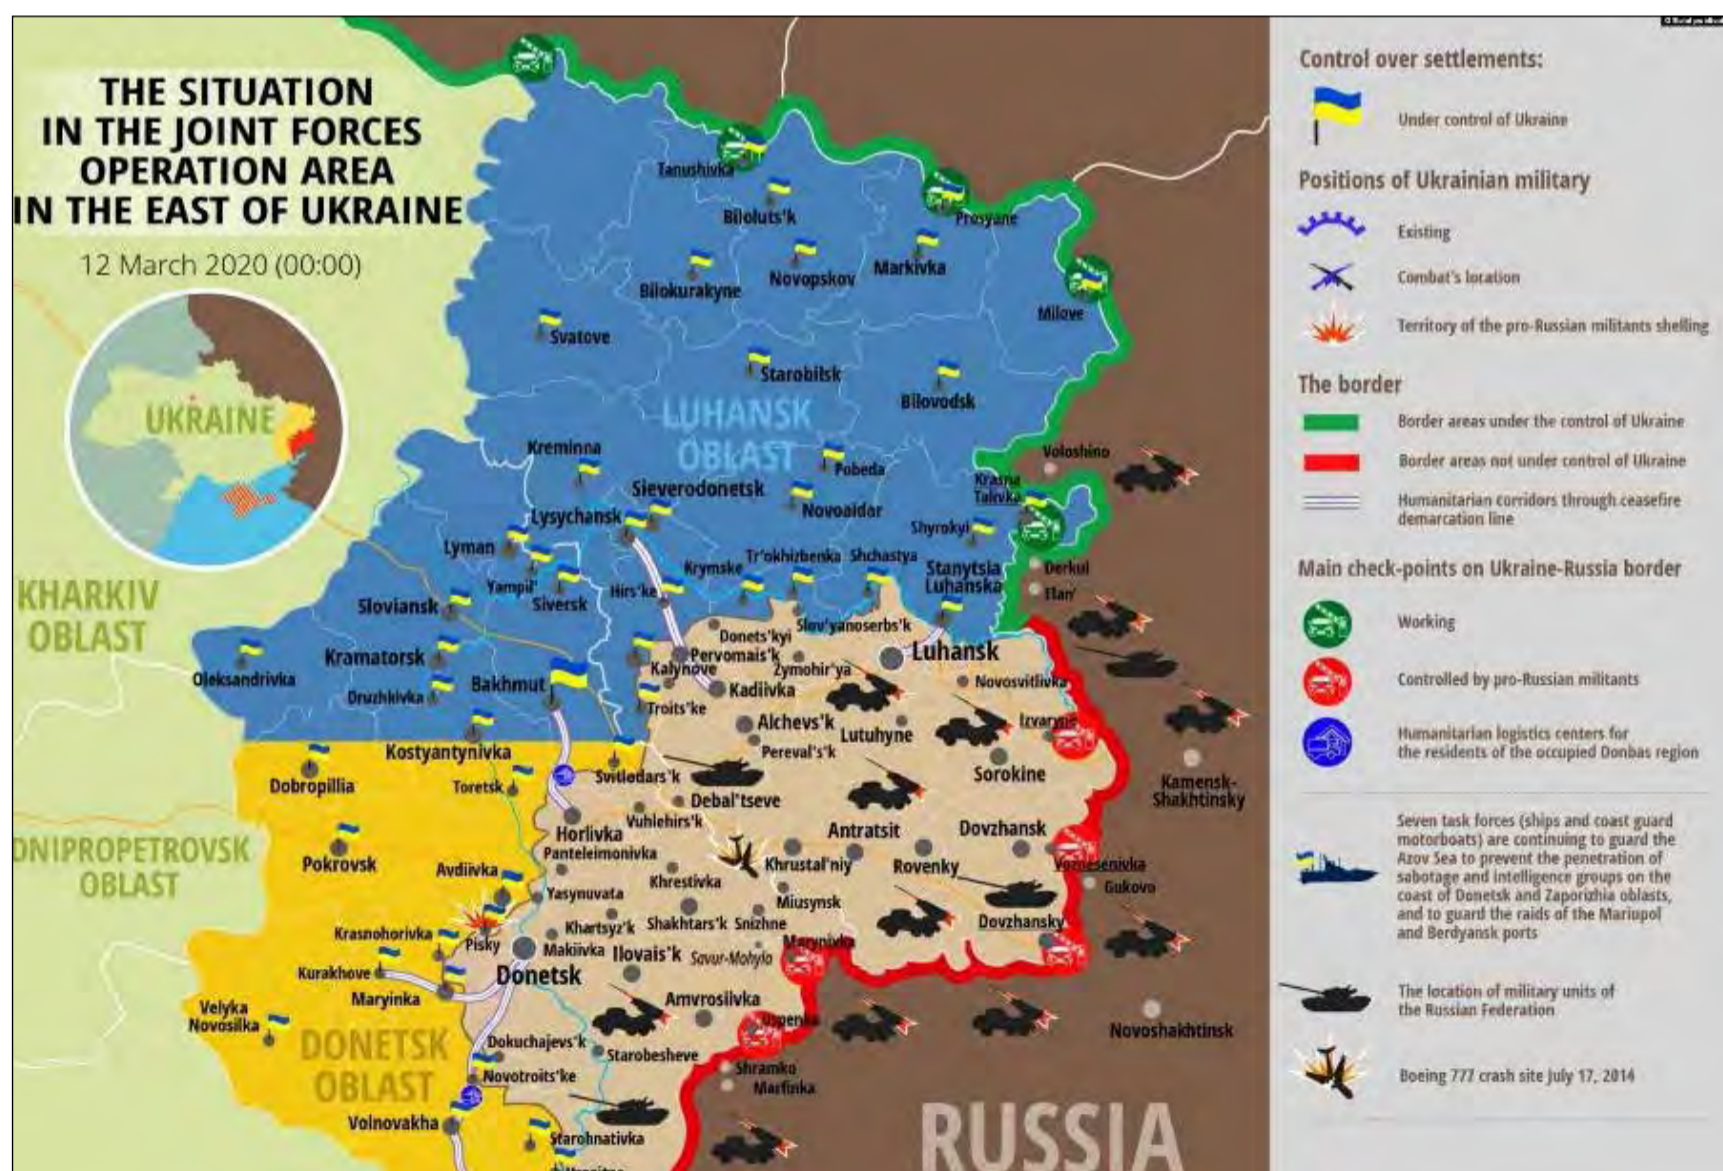 THE SITUATION
IN THE JOINT FORCES
OPERATION AREA
IN THE EAST OF UKRAINE
12 March 2020 (00:00)
UKRAINE
KHARKIV
OBLAST
DNIPROPETROVSK
OBLAST
LUHANSK
OBLAST
DONETSK
OBLAST
RUSSIA
Tanushivka
Biloluts'k
Prosyane
Bilokurakyne
Novopskov
Markivka
Milove
Svatove
Starobilsk
Bilovodsk
Kreminna
Sieverodonetsk
Pobeda
Voloshino
Krasna
Talivka
Lysychansk
Novoaidar
Shyrokyi
Lyman
Yampil'
Siversk
Hirs'ke
Krymske
Tr'okhizbenka
Shchastya
Stanytsia
Luhanska
Derkul
Elan'
Sloviansk
Donets'kyi
Slov'yanoserbs'k
Oleksandrivka
Kramatorsk
Pervomais'k
Kalynove
Zymohir'ya
Luhansk
Druzhkivka
Bakhmut
Kadiivka
Novosvitlivka
Troits'ke
Alchevs'k
Lutuhyne
Izvaryne
Kostyantynivka
Pereval's'k
Dobropillia
Toretsk
Svitlodars'k
Sorokine
Kamensk-
Shakhtinsky
Debal'tseve
Vuhlehirs'k
Horlivka
Antratsit
Dovzhansk
Pokrovsk
Panteleimonivka
Khrustal'niy
Rovenky
Voznesenivka
Avdiivka
Khrestivka
Gukovo
Yasynuvata
Miusynsk
Krasnohorivka
Pisky
Khartsyz'k
Shakhtars'k
Snizhne
Dovzhansky
Makiivka
Ilovais'k
Savur-Mohyla
Marynivka
Kurakhove
Donetsk
Maryinka
Amvrosiivka
Uspenka
Velyka
Novosilka
Novoshakhtinsk
Dokuchajevs'k
Starobesheve
Novotroits'ke
Shramko
Marfinka
Volnovakha
Starohnativka
Control over settlements:
Under control of Ukraine
Positions of Ukrainian military
Existing
Combat's location
Territory of the pro-Russian militants shelling
The border
Border areas under the control of Ukraine
Border areas not under control of Ukraine
Humanitarian corridors through ceasefire
demarcation line
Main check-points on Ukraine-Russia border
Working
Controlled by pro-Russian militants
Humanitarian logistics centers for
the residents of the occupied Donbas region
Seven task forces (ships and coast guard
motorboats) are continuing to guard the
Azov Sea to prevent the penetration of
sabotage and intelligence groups on the
coast of Donetsk and Zaporizhia oblasts,
and to guard the raids of the Mariupol
and Berdyansk ports
The location of military units of
the Russian Federation
Boeing 777 crash site July 17, 2014